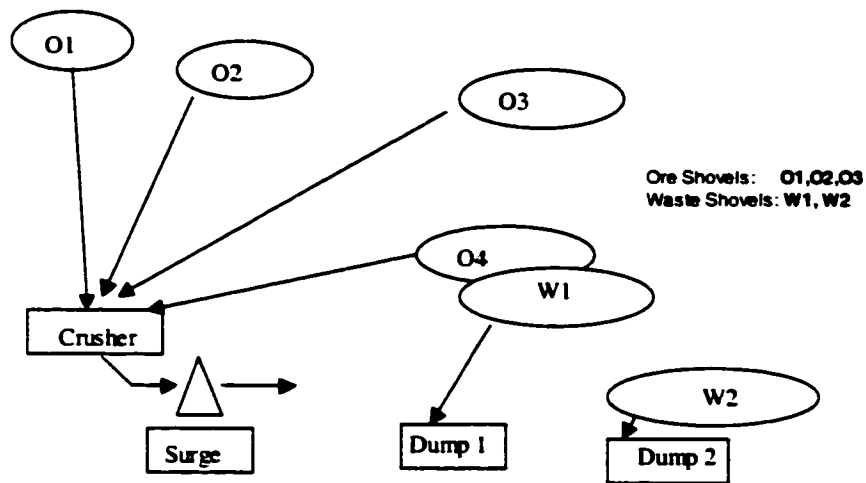 O1
O2
O3
Ore Shovels: O1,O2,O3
Waste Shovels: W1, W2
O4
W1
Crusher
W2
Surge
Dump 1
Dump 2